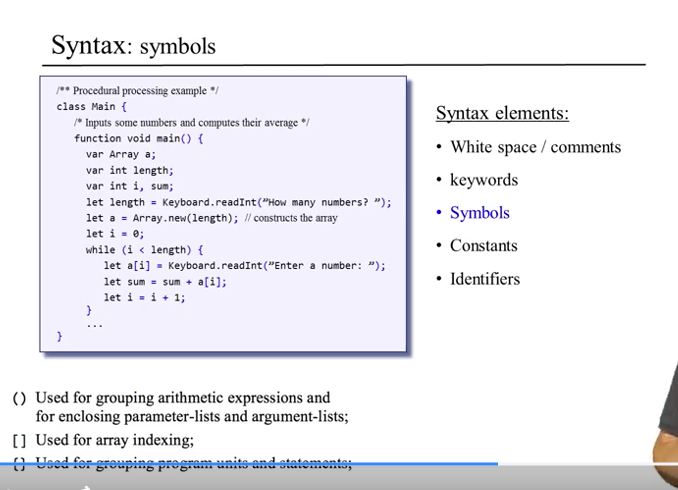 Syntax: symbols
/** Procedural processing example */
class Main {
/* Inputs some numbers and computes their average */
function void main() {
var Array a;
var int length;
var int i, sum;
let length = Keyboard.readInt("How many numbers? ");
let a = Array.new(length); // constructs the array
let i = 0;
while (i < length) {
let a[i] = Keyboard.readInt("Enter a number: ");
let sum = sum + a[i];
let i = i + 1;
}
...
}
Syntax elements:
• White space / comments
• keywords
• Symbols
• Constants
• Identifiers
() Used for grouping arithmetic expressions and
for enclosing parameter-lists and argument-lists;
[] Used for array indexing;
{} Used for grouping program units and statements;